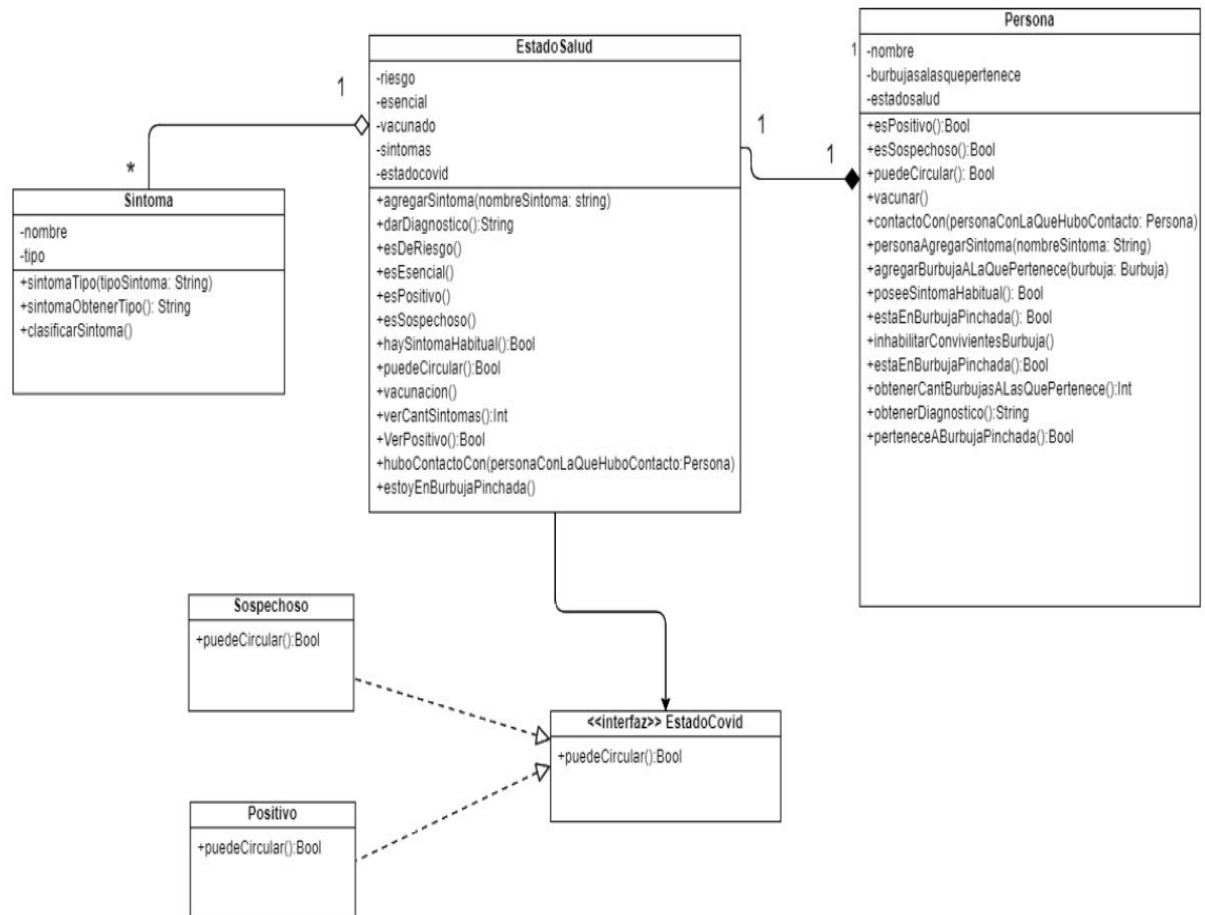 EstadoSalud
-riesgo
-esencial
-vacunado
-sintomas
-estadocovid
+agregarSintoma(nombreSintoma: string)
+darDiagnostico():String
+esDeRiesgo()
+esEsencial()
+esPositivo()
+esSospechoso()
+haySintomaHabitual():Bool
+puedeCircular():Bool
+vacunacion()
+verCantSintomas():Int
+VerPositivo():Bool
+huboContactoCon(personaConLaQueHuboContacto:Persona)
+estoyEnBurbujaPinchada()
1
*
Sintoma
-nombre
-tipo
+sintomaTipo(tipoSintoma: String)
+sintomaObtenerTipo(): String
+clasificarSintoma()
1
1
Persona
1
-nombre
-burbujasalasquepertenece
-estadosalud
+esPositivo():Bool
+esSospechoso():Bool
+puedeCircular(): Bool
+vacunar()
+contactoCon(personaConLaQueHuboContacto: Persona)
+personaAgregarSintoma(nombreSintoma: String)
+agregarBurbujaALaQuePertenece(burbuja: Burbuja)
+poseeSintomaHabitual(): Bool
+estaEnBurbujaPinchada(): Bool
+inhabilitarConvivientesBurbuja()
+estaEnBurbujaPinchada():Bool
+obtenerCantBurbujasALasQuePertenece():Int
+obtenerDiagnostico():String
+perteneceABurbujaPinchada():Bool
Sospechoso
+puedeCircular():Bool
<<interfaz>> EstadoCovid
+puedeCircular():Bool
Positivo
+puedeCircular():Bool